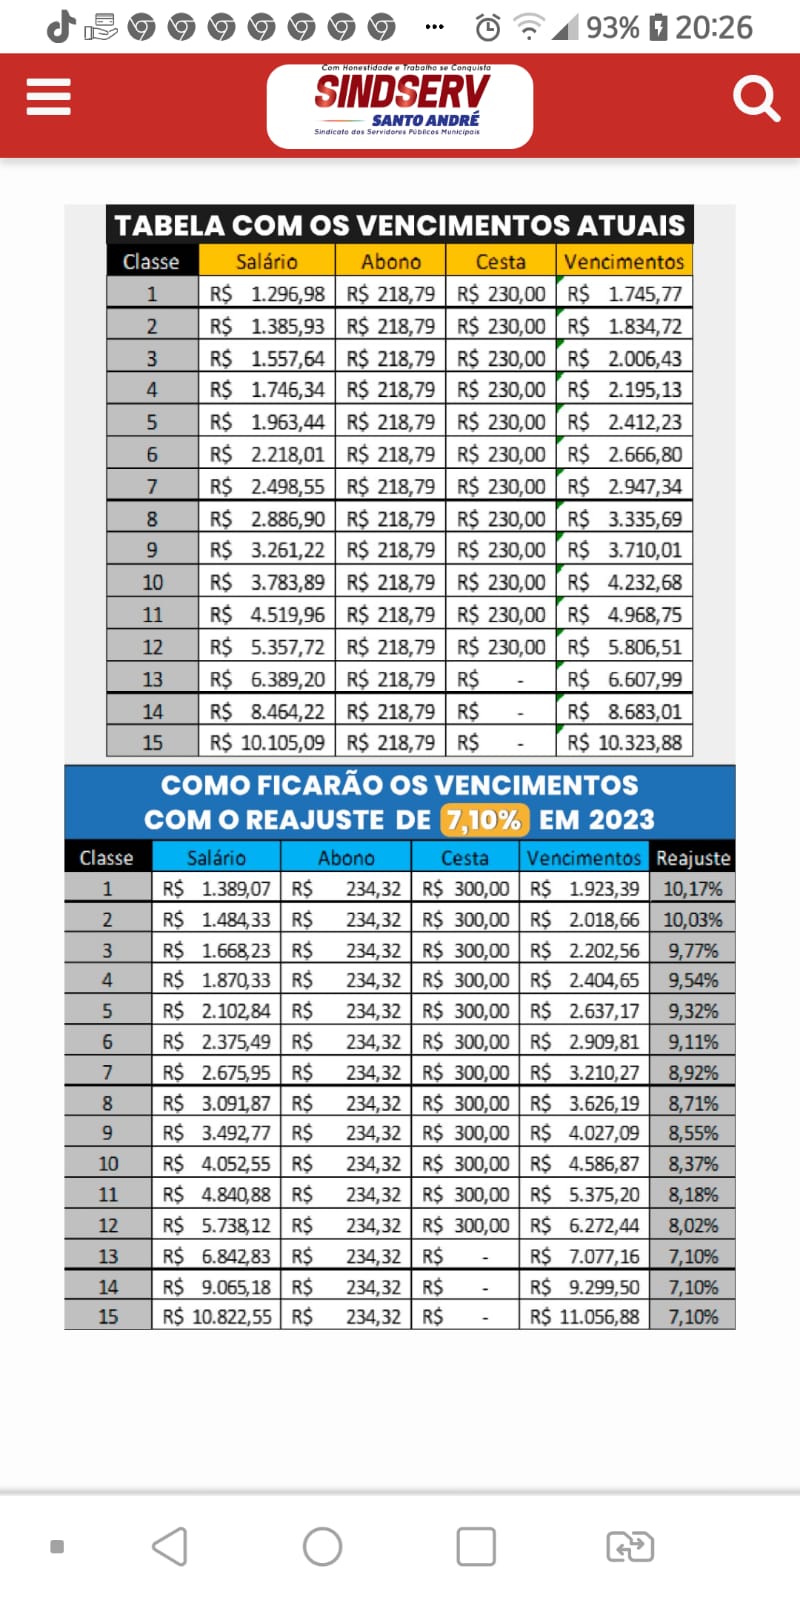 93% 20:26
Com Honestidade e Trabalho se Conquista
SINDSERV
SANTO ANDRÉ
Sindicato dos Servidores Públicos Municipais
TABELA COM OS VENCIMENTOS ATUAIS
Classe Salário Abono Cesta Vencimentos
1 R$ 1.296,98 R$ 218,79 R$ 230,00 R$ 1.745,77
2 R$ 1.385,93 R$ 218,79 R$ 230,00 R$ 1.834,72
3 R$ 1.557,64 R$ 218,79 R$ 230,00 R$ 2.006,43
4 R$ 1.746,34 R$ 218,79 R$ 230,00 R$ 2.195,13
5 R$ 1.963,44 R$ 218,79 R$ 230,00 R$ 2.412,23
6 R$ 2.218,01 R$ 218,79 R$ 230,00 R$ 2.666,80
7 R$ 2.498,55 R$ 218,79 R$ 230,00 R$ 2.947,34
8 R$ 2.886,90 R$ 218,79 R$ 230,00 R$ 3.335,69
9 R$ 3.261,22 R$ 218,79 R$ 230,00 R$ 3.710,01
10 R$ 3.783,89 R$ 218,79 R$ 230,00 R$ 4.232,68
11 R$ 4.519,96 R$ 218,79 R$ 230,00 R$ 4.968,75
12 R$ 5.357,72 R$ 218,79 R$ 230,00 R$ 5.806,51
13 R$ 6.389,20 R$ 218,79 R$ - R$ 6.607,99
14 R$ 8.464,22 R$ 218,79 R$ - R$ 8.683,01
15 R$ 10.105,09 R$ 218,79 R$ - R$ 10.323,88
COMO FICARÃO OS VENCIMENTOS
COM O REAJUSTE DE 7,10% EM 2023
Classe Salário Abono Cesta Vencimentos Reajuste
1 R$ 1.389,07 R$ 234,32 R$ 300,00 R$ 1.923,39 10,17%
2 R$ 1.484,33 R$ 234,32 R$ 300,00 R$ 2.018,66 10,03%
3 R$ 1.668,23 R$ 234,32 R$ 300,00 R$ 2.202,56 9,77%
4 R$ 1.870,33 R$ 234,32 R$ 300,00 R$ 2.404,65 9,54%
5 R$ 2.102,84 R$ 234,32 R$ 300,00 R$ 2.637,17 9,32%
6 R$ 2.375,49 R$ 234,32 R$ 300,00 R$ 2.909,81 9,11%
7 R$ 2.675,95 R$ 234,32 R$ 300,00 R$ 3.210,27 8,92%
8 R$ 3.091,87 R$ 234,32 R$ 300,00 R$ 3.626,19 8,71%
9 R$ 3.492,77 R$ 234,32 R$ 300,00 R$ 4.027,09 8,55%
10 R$ 4.052,55 R$ 234,32 R$ 300,00 R$ 4.586,87 8,37%
11 R$ 4.840,88 R$ 234,32 R$ 300,00 R$ 5.375,20 8,18%
12 R$ 5.738,12 R$ 234,32 R$ 300,00 R$ 6.272,44 8,02%
13 R$ 6.842,83 R$ 234,32 R$ - R$ 7.077,16 7,10%
14 R$ 9.065,18 R$ 234,32 R$ - R$ 9.299,50 7,10%
15 R$ 10.822,55 R$ 234,32 R$ - R$ 11.056,88 7,10%